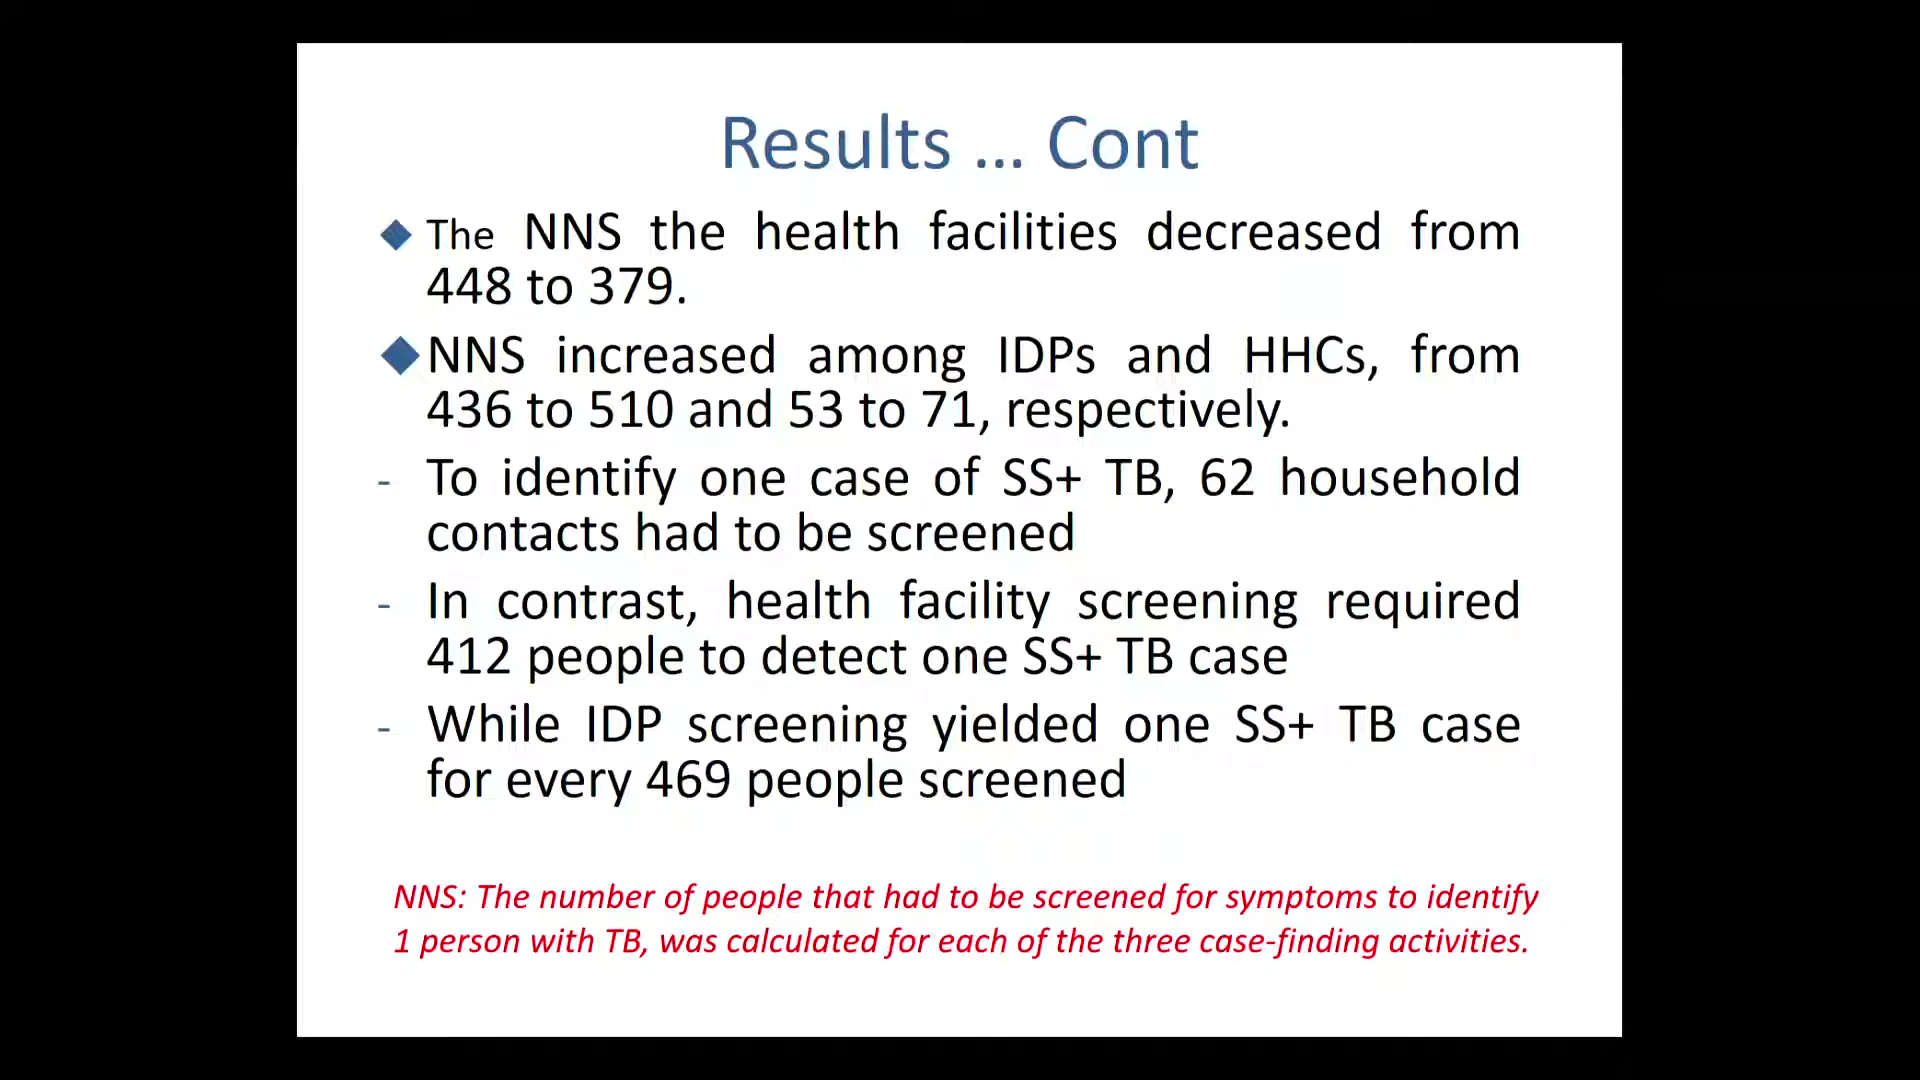 Results ... Cont
The NNS the health facilities decreased from
448 to 379.
NNS increased among IDPs and HHCs, from
436 to 510 and 53 to 71, respectively.
- To identify one case of SS+ TB, 62 household
contacts had to be screened
- In contrast, health facility screening required
412 people to detect one SS+ TB case
- While IDP screening yielded one SS+ TB case
for every 469 people screened
NNS: The number of people that had to be screened for symptoms to identify
1 person with TB, was calculated for each of the three case-finding activities.